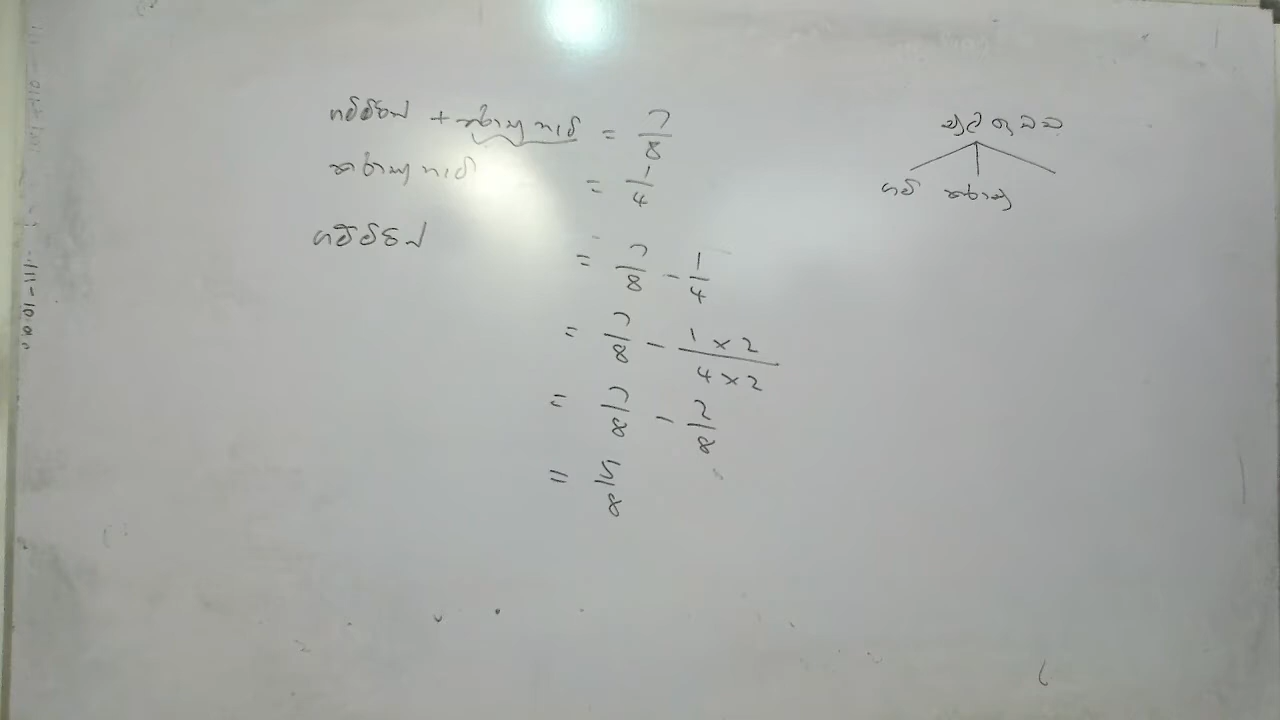 ගම්මිරිස් + කරාබුනැටි = 7/8
කරාබුනැටි = 1/4
ගම්මිරිස්
= 7/8 - 1/4
= 7/8 - 1 x 2 / 4 x 2
= 7/8 - 2/8
= 5/8
ගම් කරාබු